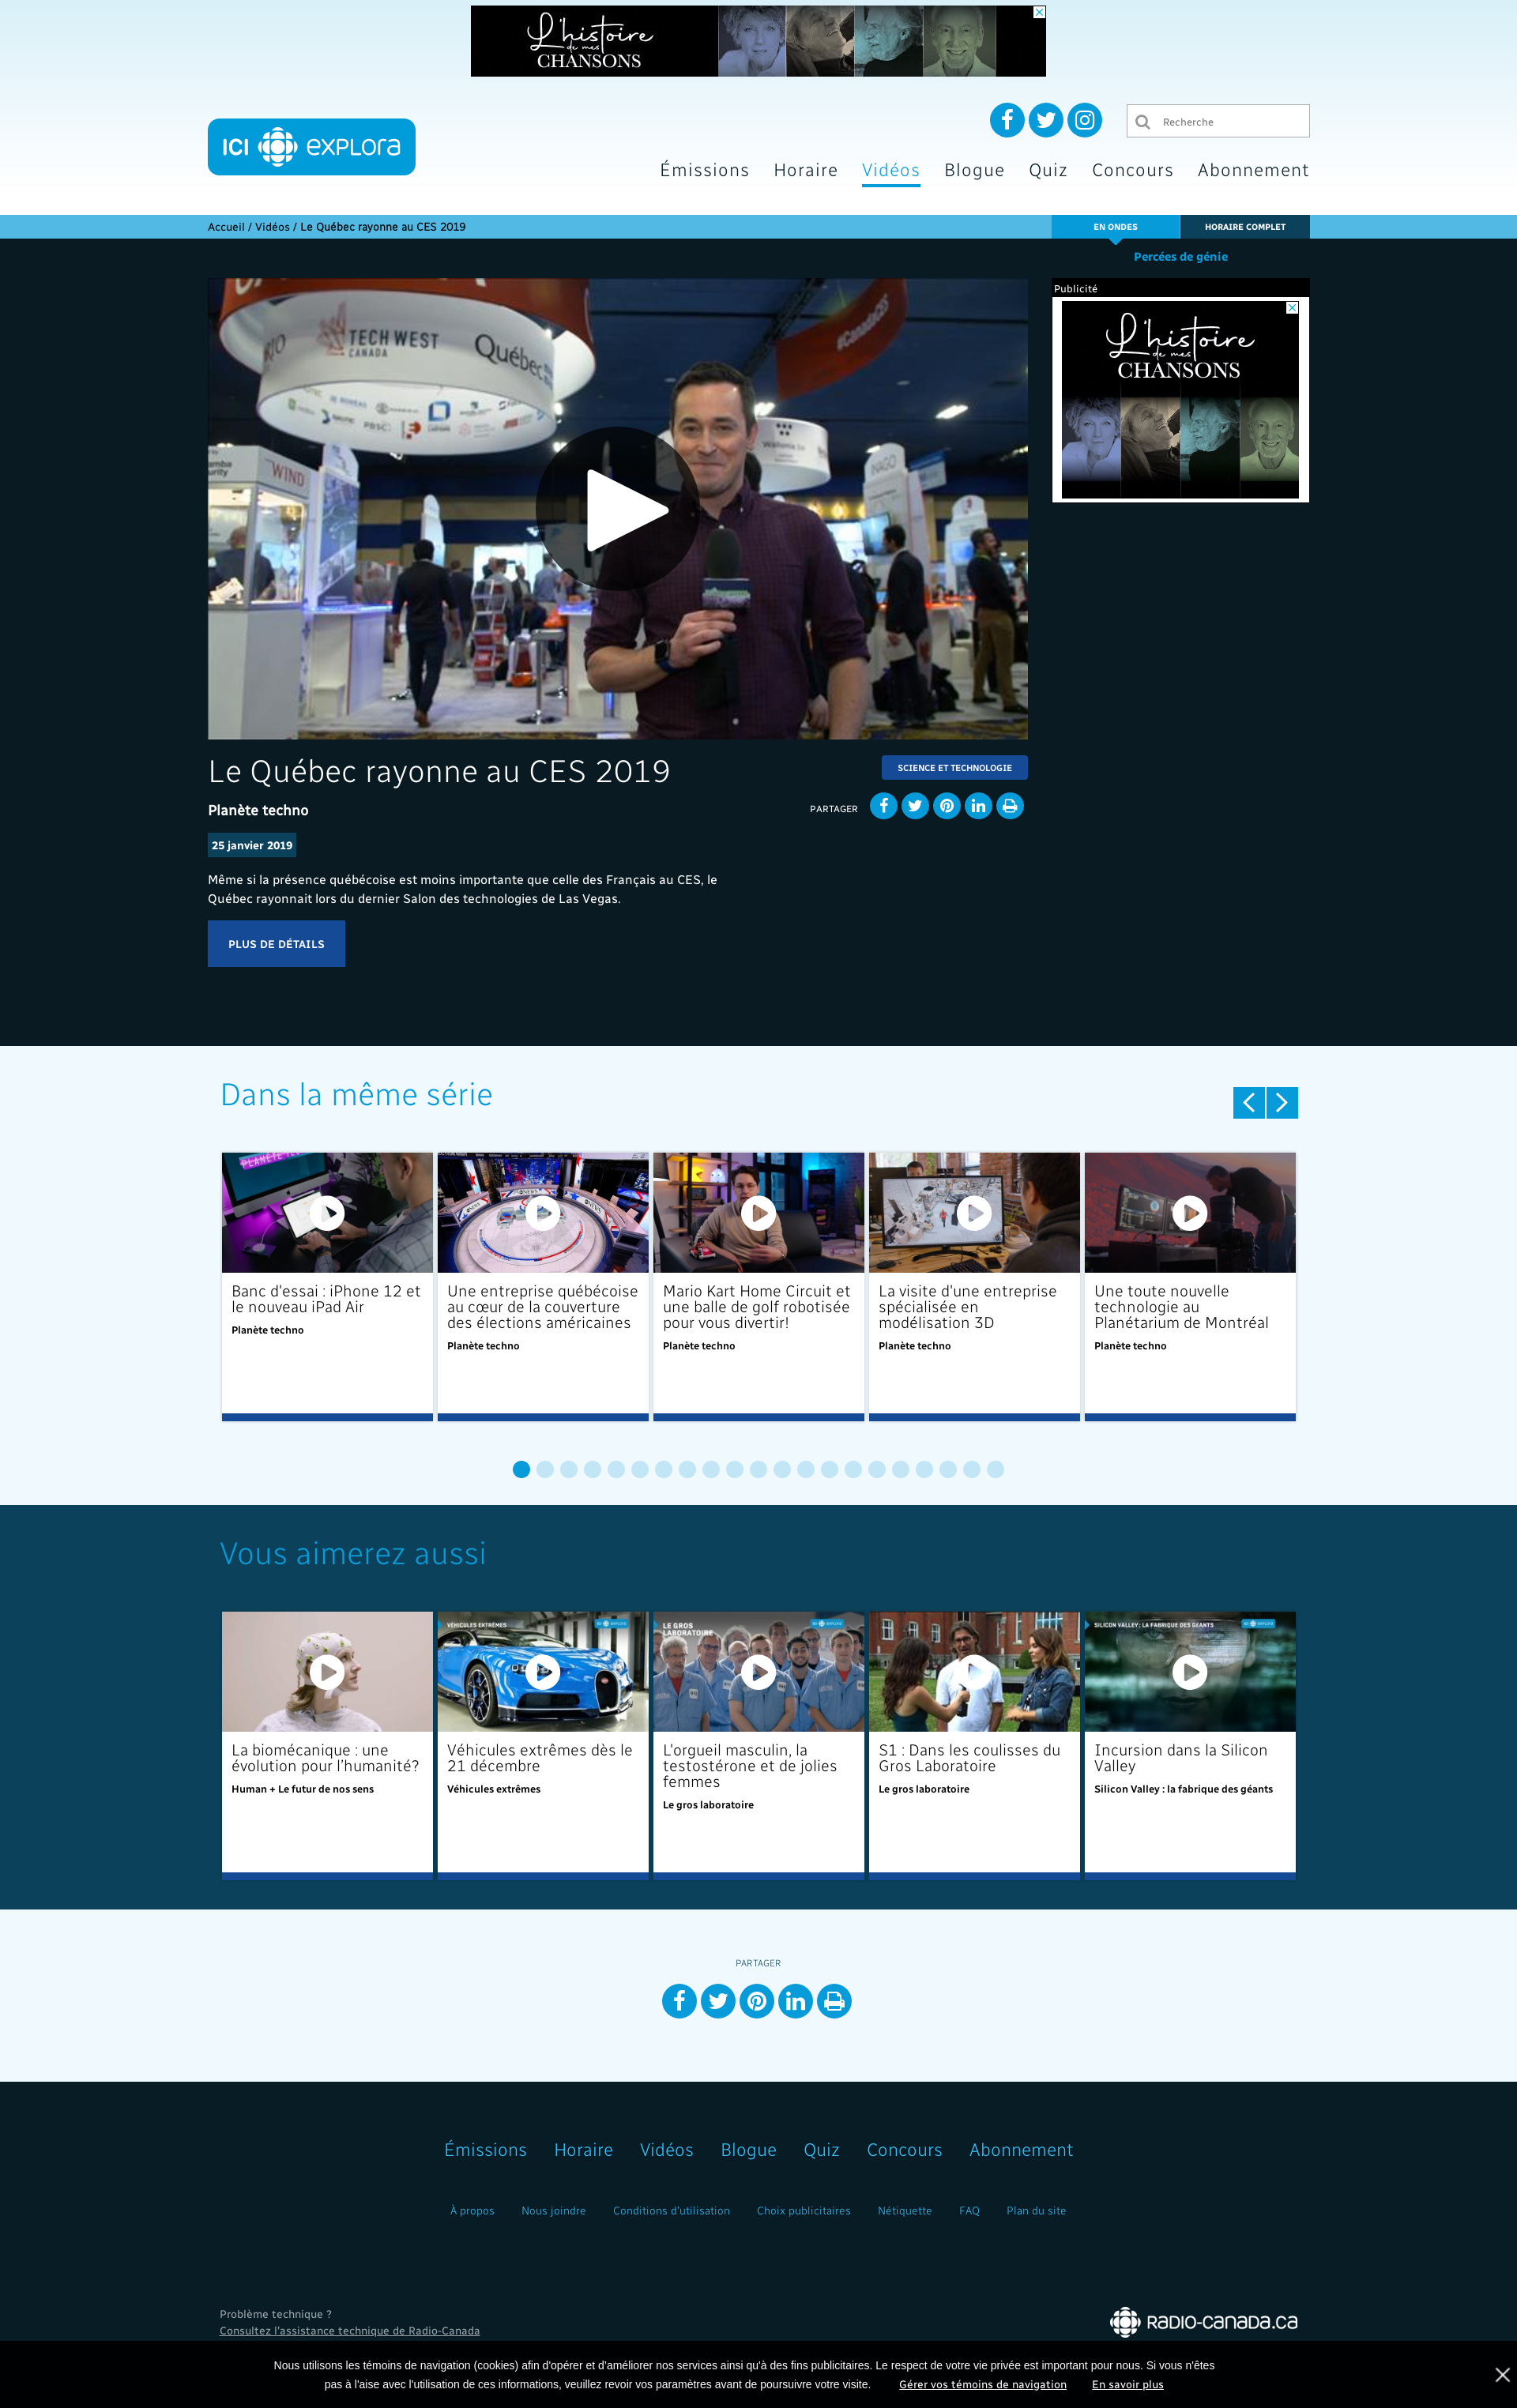 L'histoire
de mes
CHANSONS
ICI explora
Recherche
Émissions Horaire Vidéos Blogue Quiz Concours Abonnement
Accueil / Vidéos / Le Québec rayonne au CES 2019
EN ONDES HORAIRE COMPLET
Percées de génie
Publicité
L'histoire
de mes
CHANSONS
TECH WEST
CANADA
Québec
#CanadaCES
WIND
Le Québec rayonne au CES 2019
SCIENCE ET TECHNOLOGIE
Planète techno
PARTAGER
25 janvier 2019
Même si la présence québécoise est moins importante que celle des Français au CES, le
Québec rayonnait lors du dernier Salon des technologies de Las Vegas.
PLUS DE DÉTAILS
Dans la même série
Banc d'essai : iPhone 12 et
le nouveau iPad Air
Planète techno
Une entreprise québécoise
au cœur de la couverture
des élections américaines
Planète techno
Mario Kart Home Circuit et
une balle de golf robotisée
pour vous divertir!
Planète techno
La visite d'une entreprise
spécialisée en
modélisation 3D
Planète techno
Une toute nouvelle
technologie au
Planétarium de Montréal
Planète techno
Vous aimerez aussi
La biomécanique : une
évolution pour l'humanité?
Human + Le futur de nos sens
VÉHICULES EXTRÊMES
Véhicules extrêmes dès le
21 décembre
Véhicules extrêmes
LE GROS
LABORATOIRE
L'orgueil masculin, la
testostérone et de jolies
femmes
Le gros laboratoire
S1 : Dans les coulisses du
Gros Laboratoire
Le gros laboratoire
SILICON VALLEY: LA FABRIQUE DES GÉANTS
Incursion dans la Silicon
Valley
Silicon Valley : la fabrique des géants
PARTAGER
Émissions Horaire Vidéos Blogue Quiz Concours Abonnement
À propos Nous joindre Conditions d'utilisation Choix publicitaires Nétiquette FAQ Plan du site
Problème technique ?
Consultez l'assistance technique de Radio-Canada
Radio-Canada.ca
Nous utilisons les témoins de navigation (cookies) afin d'opérer et d'améliorer nos services ainsi qu'à des fins publicitaires. Le respect de votre vie privée est important pour nous. Si vous n'êtes
pas à l'aise avec l'utilisation de ces informations, veuillez revoir vos paramètres avant de poursuivre votre visite. Gérer vos témoins de navigation En savoir plus